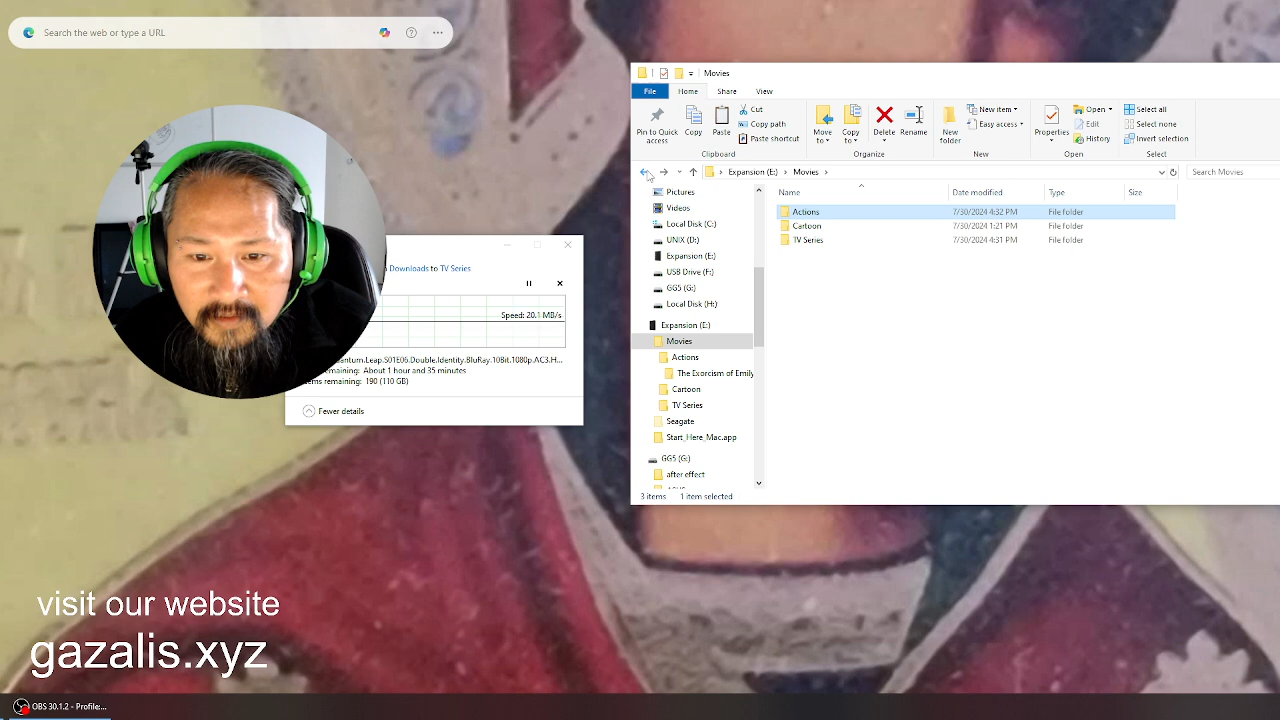 Search the web or type a URL
Movies
File
Home
Share
View
Pin to Quick
access
Copy
Paste
Cut
Copy path
Paste shortcut
Clipboard
Move
to
Copy
to
Delete
Rename
Organize
New
folder
New item
Easy access
New
Properties
Open
Edit
History
Open
Select all
Select none
Invert selection
Select
Expansion (E:)
Movies
Search Movies
Pictures
Videos
Local Disk (C:)
UNIX (D:)
Expansion (E:)
USB Drive (F:)
GG5 (G:)
Local Disk (H:)
Expansion (E:)
Movies
Actions
The Exorcism of Emily
Cartoon
TV Series
Seagate
Start_Here_Mac.app
GG5 (G:)
after effect
Name
Date modified
Type
Size
Actions 7/30/2024 4:32 PM File folder
Cartoon 7/30/2024 1:21 PM File folder
TV Series 7/30/2024 4:31 PM File folder
3 items 1 item selected
Downloads to TV Series
Speed: 20.1 MB/s
uantum.Leap.S01E06.Double.Identity.BluRay.10Bit.1080p.AC3.H...
emaining: About 1 hour and 35 minutes
ems remaining: 190 (110 GB)
Fewer details
visit our website
gazalis.xyz
OBS 30.1.2 - Profile:...